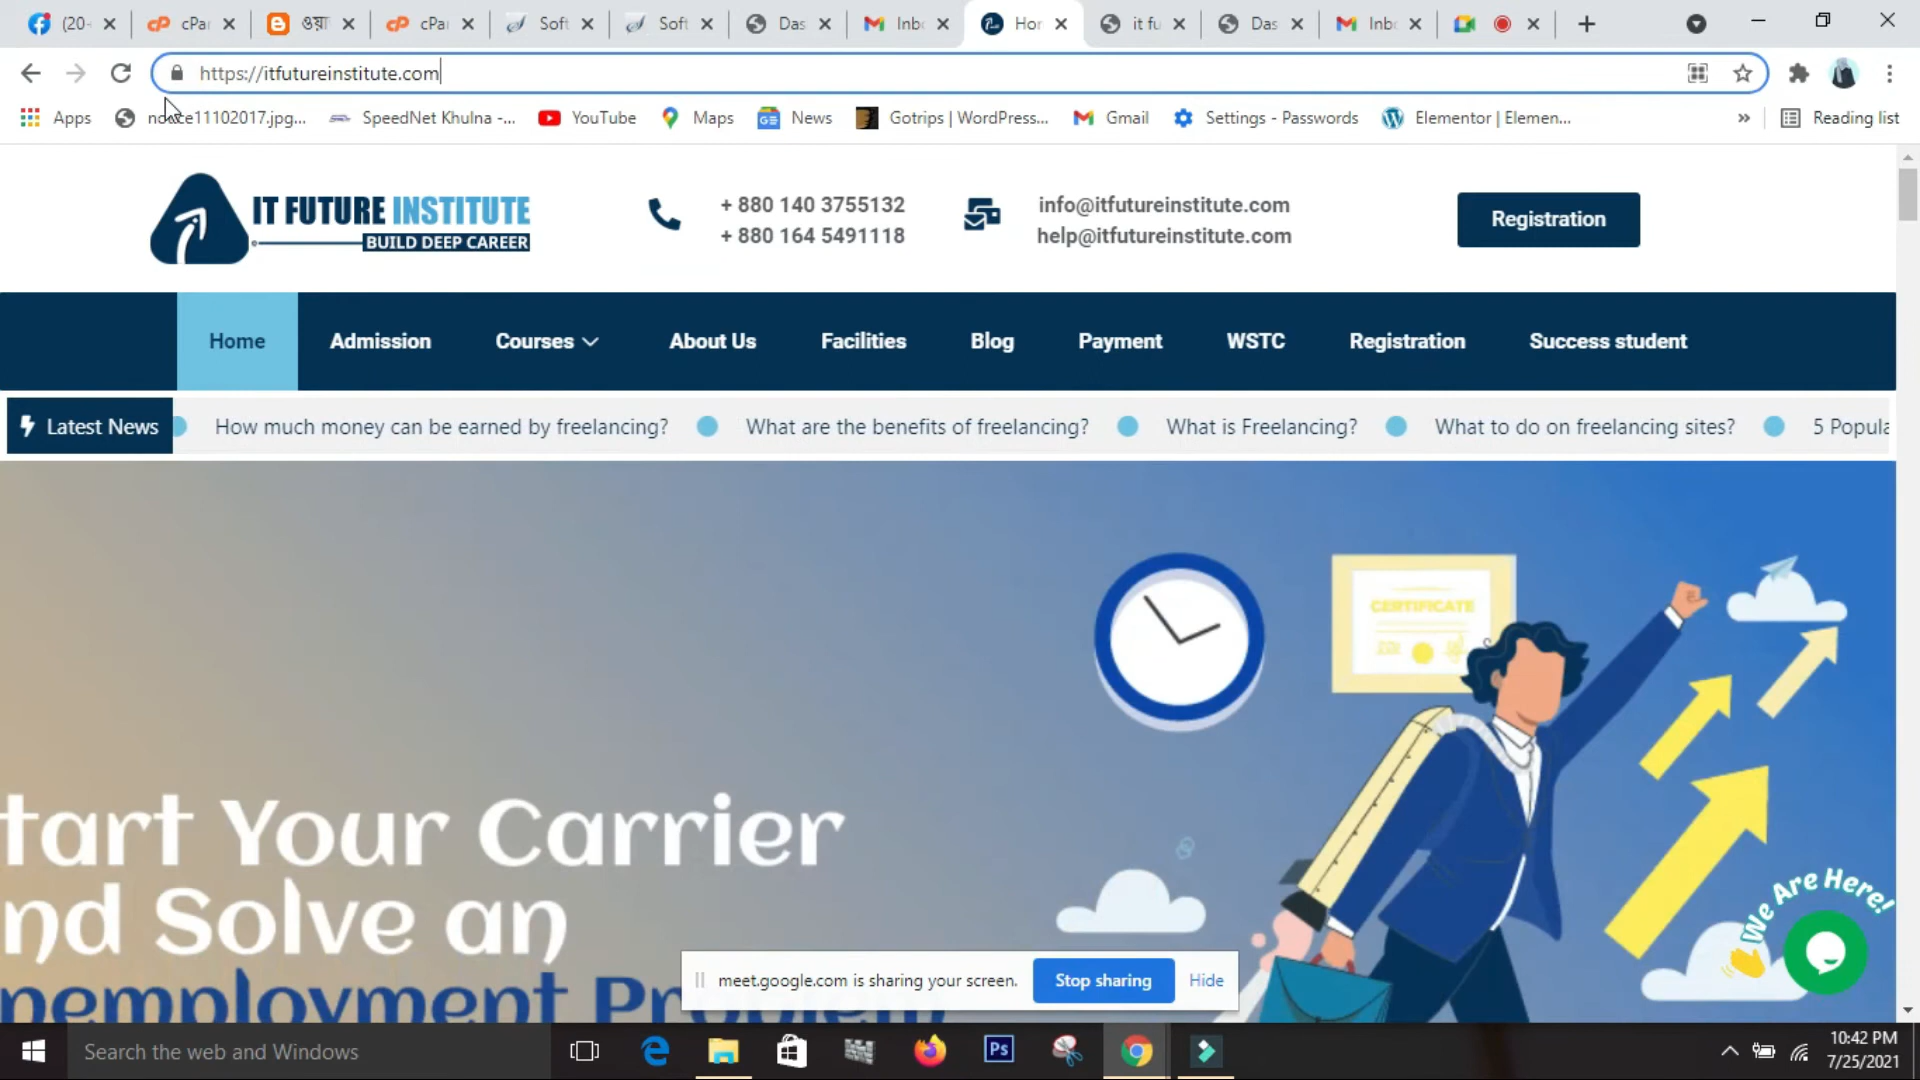 (20-
cPa
ওয়া
cPa
Soft
Soft
Das
Inb
Hor
it fu
Das
Inb
https://itfutureinstitute.com
Apps
SpeedNet Khulna -...
YouTube
Maps
News
Gotrips | WordPress...
Gmail
Settings - Passwords
Elementor | Elemen...
Reading list
IT FUTURE INSTITUTE
BUILD DEEP CAREER
+ 880 140 3755132
+ 880 164 5491118
info@itfutureinstitute.com
help@itfutureinstitute.com
Registration
Home
Admission
Courses
About Us
Facilities
Blog
Payment
WSTC
Registration
Success student
Latest News
How much money can be earned by freelancing?
What are the benefits of freelancing?
What is Freelancing?
What to do on freelancing sites?
5 Popula
CERTIFICATE
tart Your Carrier
nd Solve an
nemployment Problem
We Are Here!
meet.google.com is sharing your screen.
Stop sharing
Hide
Search the web and Windows
Ps
10:42 PM
7/25/2021